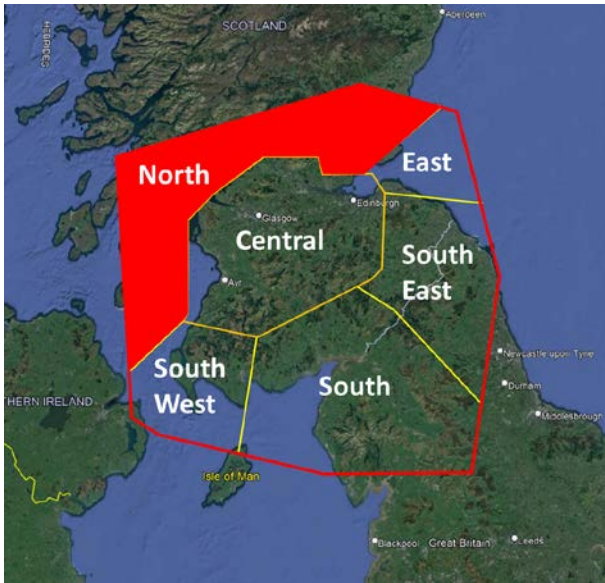 Aberdeen
HEBRIDES
SCOTLAND
North
East
Edinburgh
Glasgow
Central
South
East
Ayr
Newcastle upon Tyne
South
West
South
Durham
THERN IRELAND
Middlesbrough
Isle of Man
Blackpool
Great Britain
Leeds